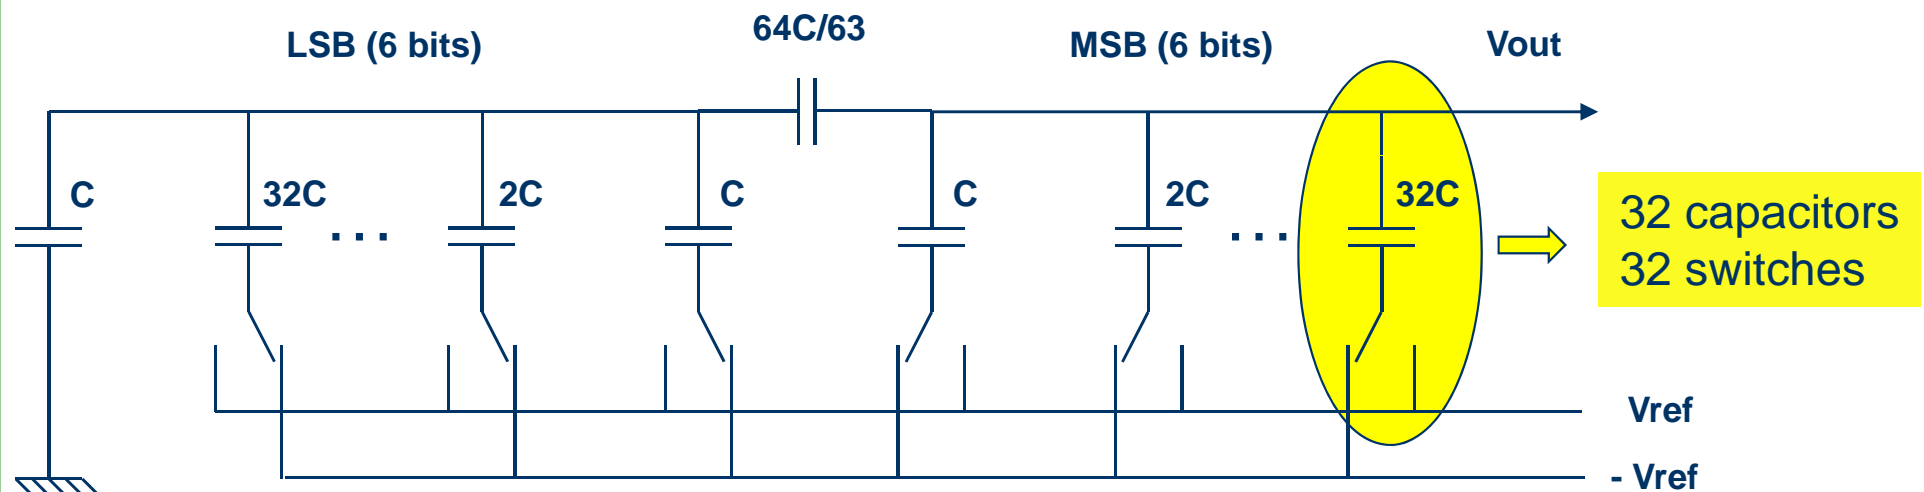 LSB (6 bits)
64C/63
MSB (6 bits)
Vout
C
32C
. . .
2C
C
C
2C
. . .
32C
32 capacitors
32 switches
Vref
- Vref